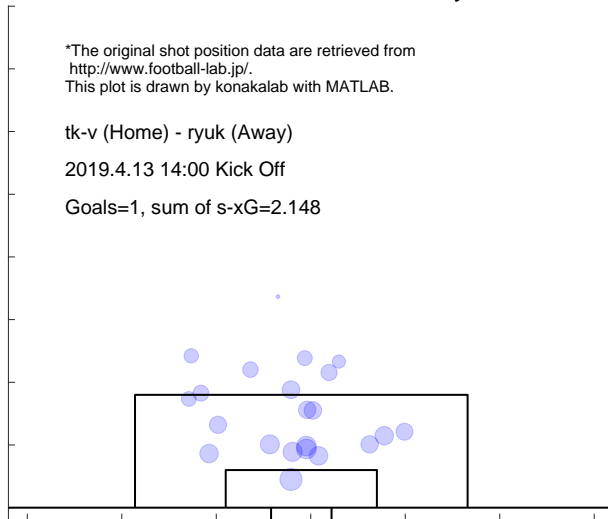 *The original shot position data are retrieved from
http://www.football-lab.jp/.
This plot is drawn by konakalab with MATLAB.
tk-v (Home) - ryuk (Away)
2019.4.13 14:00 Kick Off
Goals=1, sum of s-xG=2.148